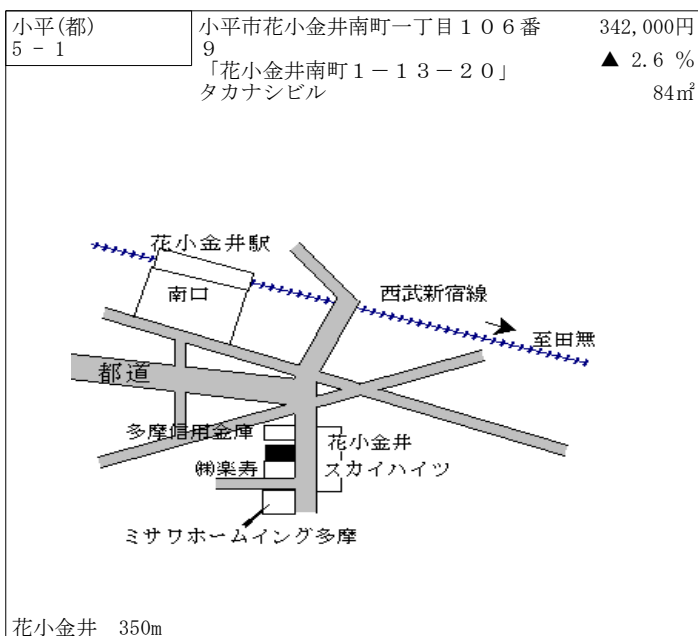 小平(都)
5 - 1
小平市花小金井南町一丁目１０６番
9
「花小金井南町１－１３－２０」
タカナシビル
342,000円
▲ 2.6 %
84㎡
花小金井駅
南口
西武新宿線
至田無
都道
多摩信用金庫
花小金井
スカイハイツ
㈱楽寿
ミサワホームイング多摩
花小金井 350m